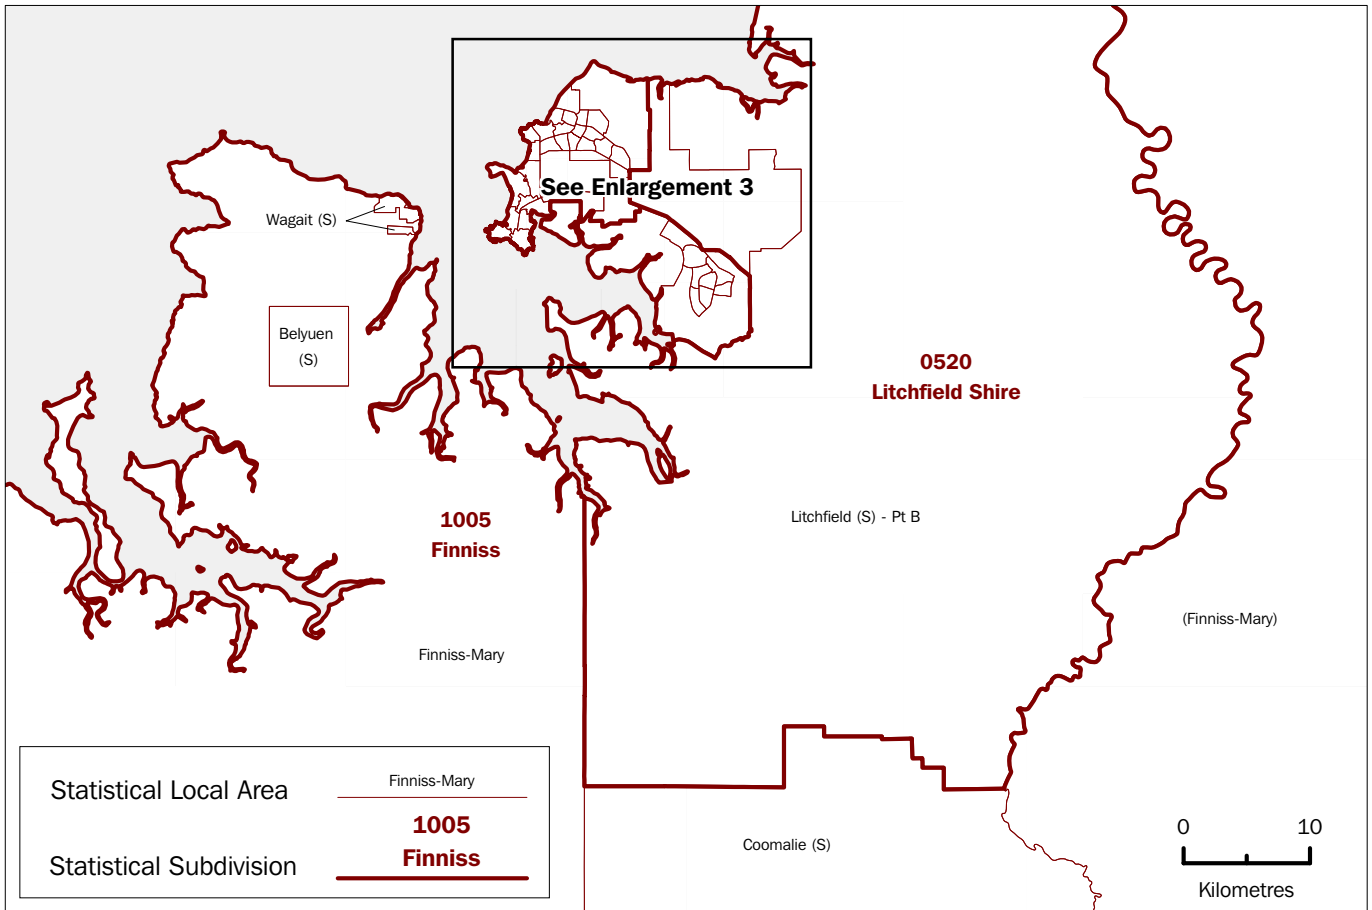 See Enlargement 3
Wagait (S)
Belyuen
(S)
0520
Litchfield Shire
1005
Finniss
Litchfield (S) - Pt B
(Finniss-Mary)
Finniss-Mary
Statistical Local Area
Finniss-Mary
1005
Finniss
Statistical Subdivision
Coomalie (S)
0 10
Kilometres